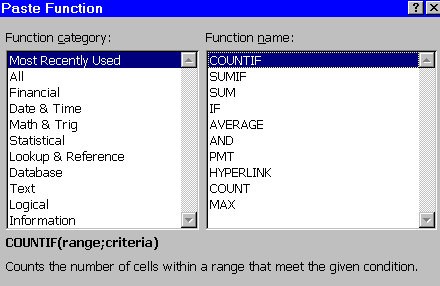 Paste Function
Function category:
Most Recently Used
All
Financial
Date & Time
Math & Trig
Statistical
Lookup & Reference
Database
Text
Logical
Information
Function name:
COUNTIF
SUMIF
SUM
IF
AVERAGE
AND
PMT
HYPERLINK
COUNT
MAX
COUNTIF(range;criteria)
Counts the number of cells within a range that meet the given condition.